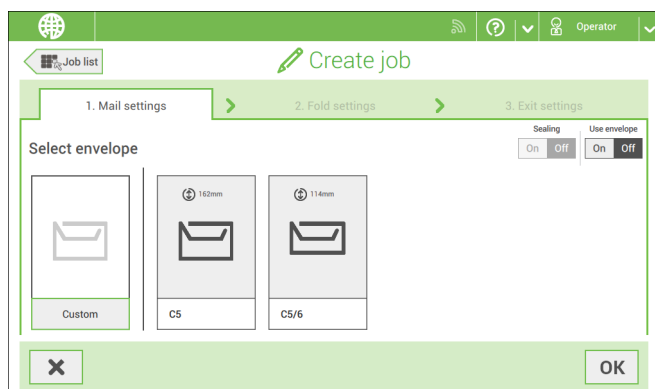 Operator
Job list
Create job
1. Mail settings
2. Fold settings
3. Exit settings
Select envelope
Sealing
On Off
Use envelope
On Off
162mm
114mm
Custom
C5
C5/6
OK